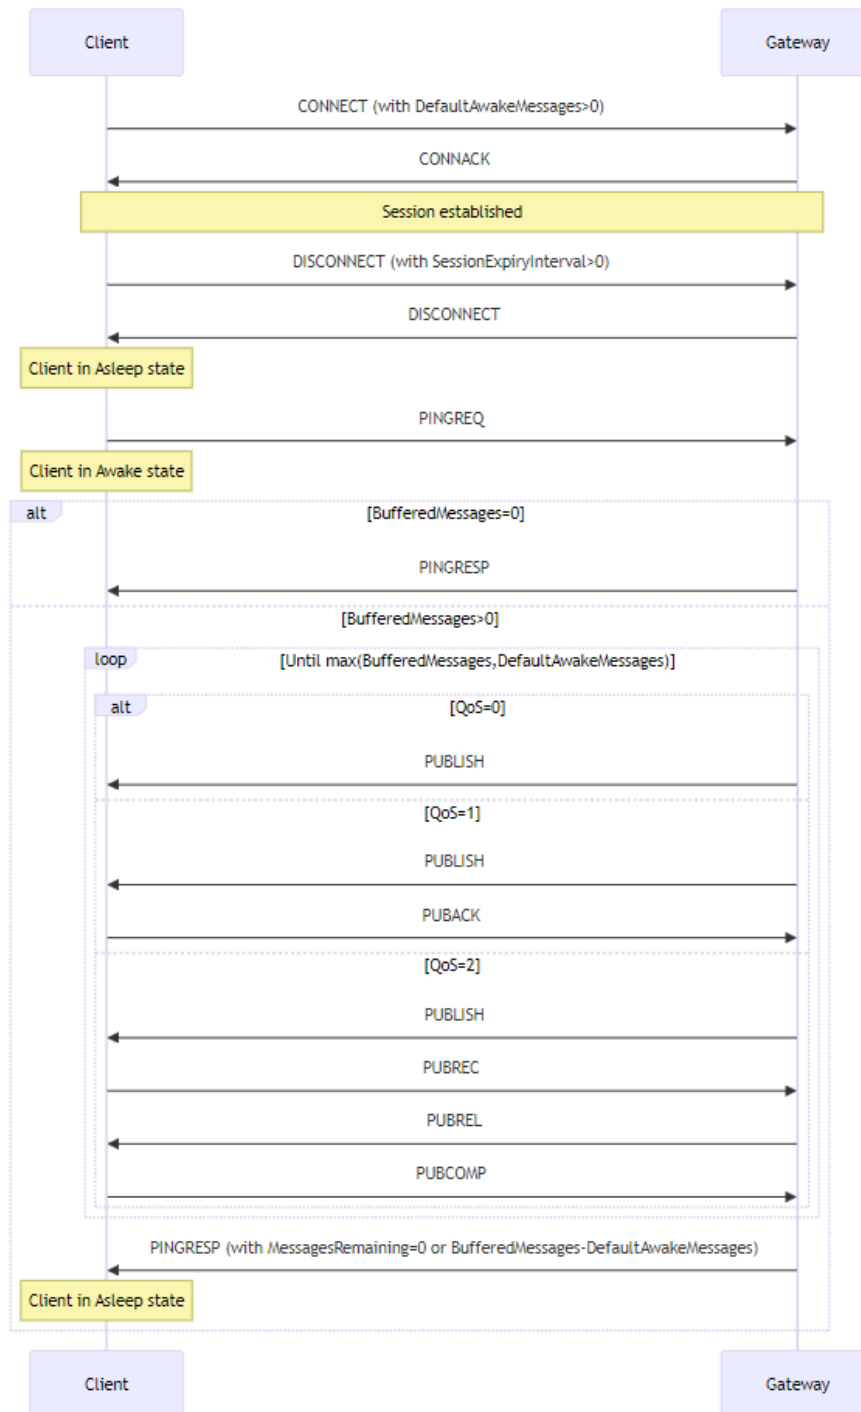 Client Gateway
CONNECT (with DefaultAwakeMessages>0)
CONNACK
Session established
DISCONNECT (with SessionExpiryInterval>0)
DISCONNECT
Client in Asleep state
PINGREQ
Client in Awake state
alt [BufferedMessages=0]
PINGRESP
[BufferedMessages>0]
loop [Until max(BufferedMessages,DefaultAwakeMessages)]
alt [QoS=0]
PUBLISH
[QoS=1]
PUBLISH
PUBACK
[QoS=2]
PUBLISH
PUBREC
PUBREL
PUBCOMP
PINGRESP (with MessagesRemaining=0 or BufferedMessages-DefaultAwakeMessages)
Client in Asleep state
Client Gateway